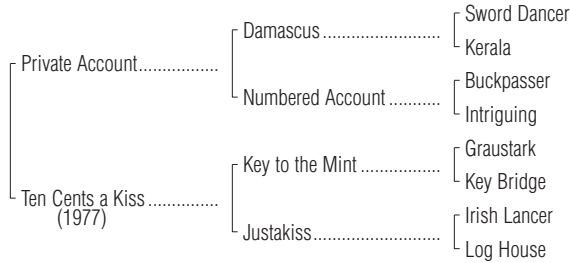 Sword Dancer
Damascus
Kerala
Private Account
Buckpasser
Numbered Account
Intriguing
Graustark
Key to the Mint
Key Bridge
Ten Cents a Kiss
(1977)
Irish Lancer
Justakiss
Log House